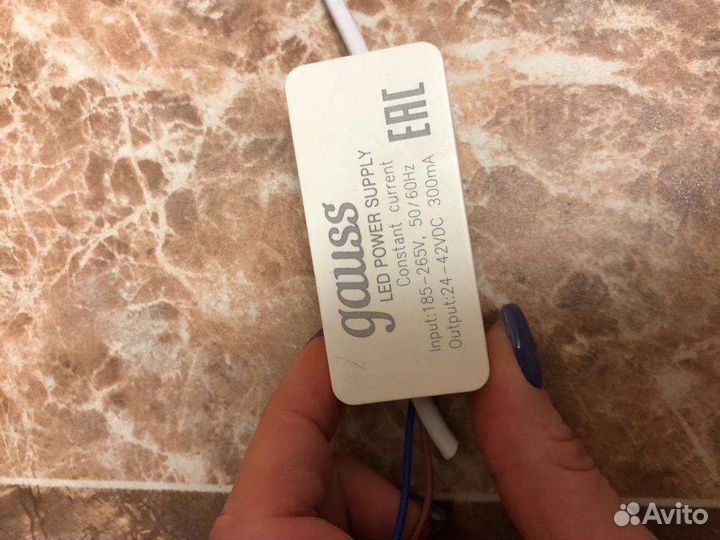 gauss
LED POWER SUPPLY
Constant current
Input:185-265V, 50/60Hz
Output:24-42VDC 300mA
EAC
Avito